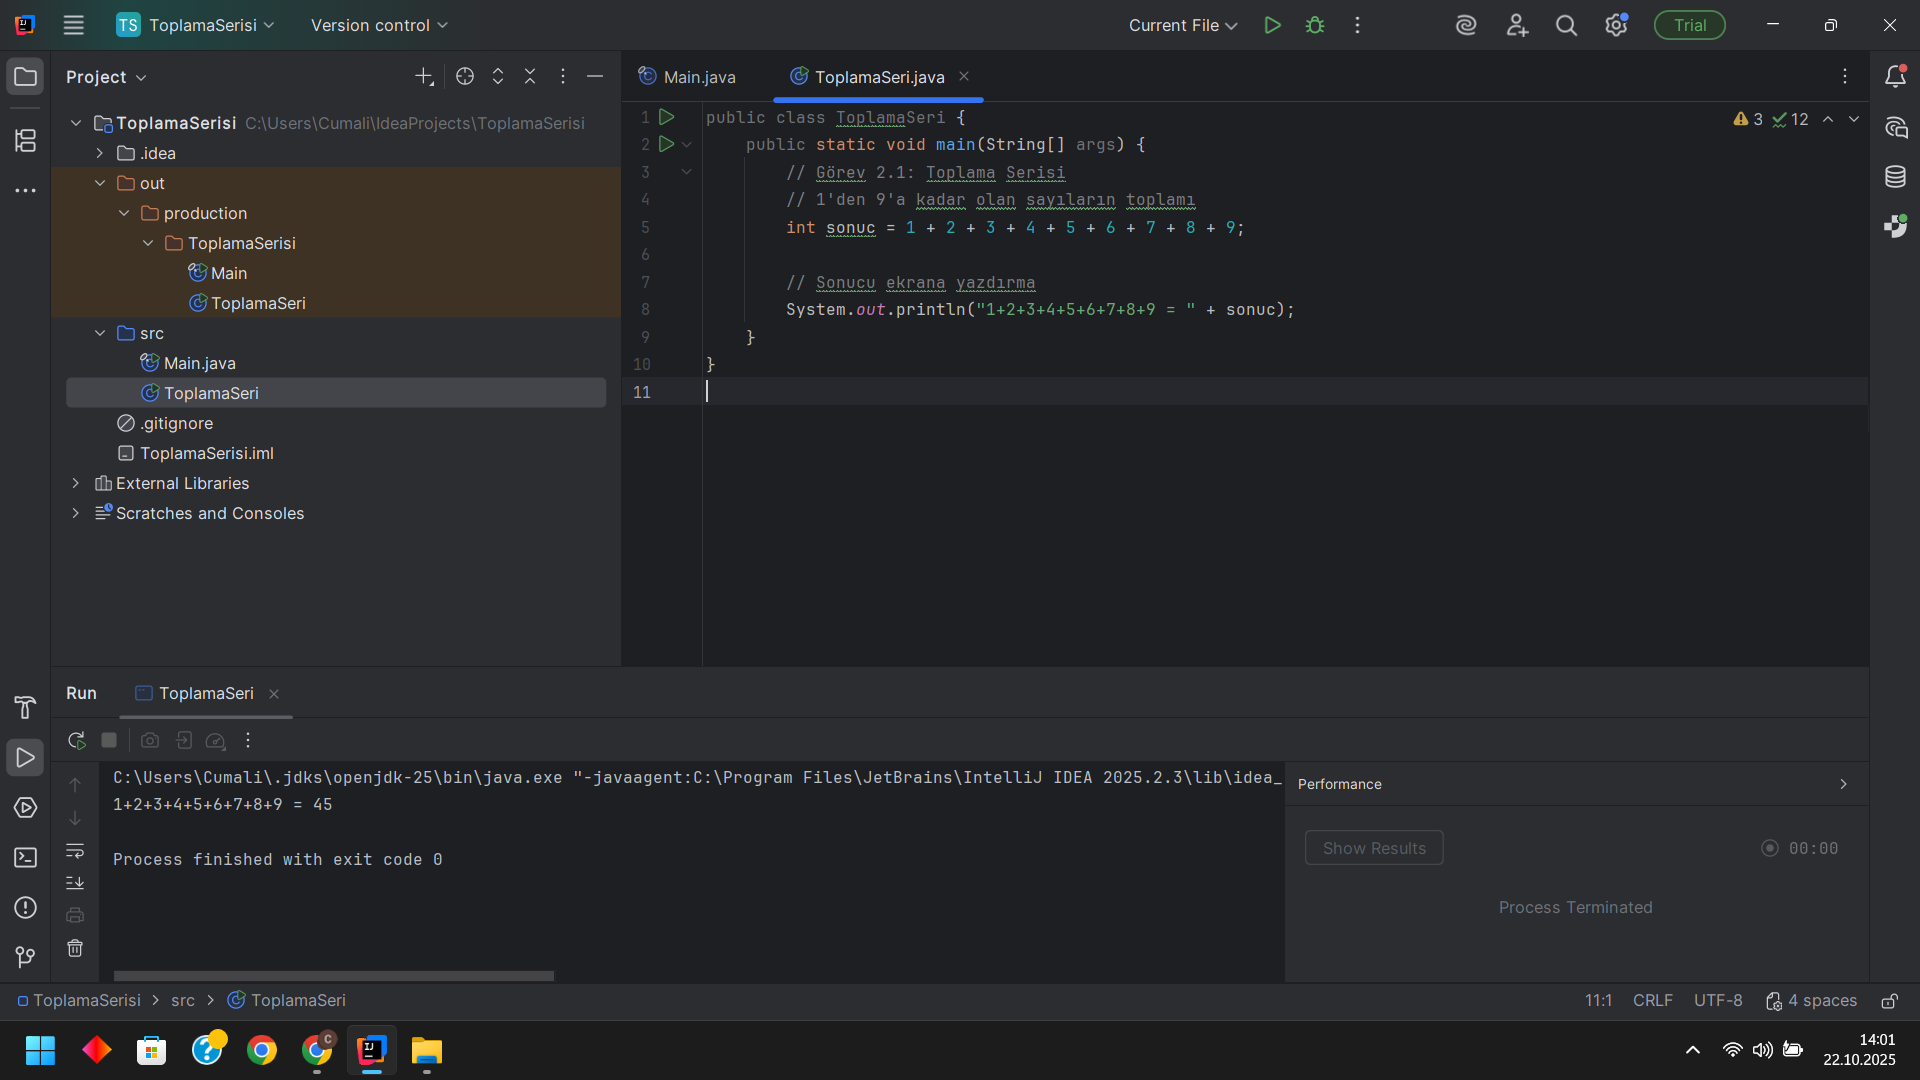 TS ToplamaSerisi Version control Current File Trial
Project Main.java ToplamaSeri.java
ToplamaSerisi C:\Users\Cumali\IdeaProjects\ToplamaSerisi
.idea
out
production
ToplamaSerisi
Main
ToplamaSeri
src
Main.java
ToplamaSeri
.gitignore
ToplamaSerisi.iml
External Libraries
Scratches and Consoles
3 12
1 public class ToplamaSeri {
2 public static void main(String[] args) {
3 // Görev 2.1: Toplama Serisi
4 // 1'den 9'a kadar olan sayıların toplamı
5 int sonuc = 1 + 2 + 3 + 4 + 5 + 6 + 7 + 8 + 9;
6
7 // Sonucu ekrana yazdırma
8 System.out.println("1+2+3+4+5+6+7+8+9 = " + sonuc);
9 }
10 }
11
Run ToplamaSeri
C:\Users\Cumali\.jdks\openjdk-25\bin\java.exe "-javaagent:C:\Program Files\JetBrains\IntelliJ IDEA 2025.2.3\lib\idea_
1+2+3+4+5+6+7+8+9 = 45
Process finished with exit code 0
Performance
Show Results 00:00
Process Terminated
ToplamaSerisi src ToplamaSeri 11:1 CRLF UTF-8 4 spaces
C
14:01
22.10.2025